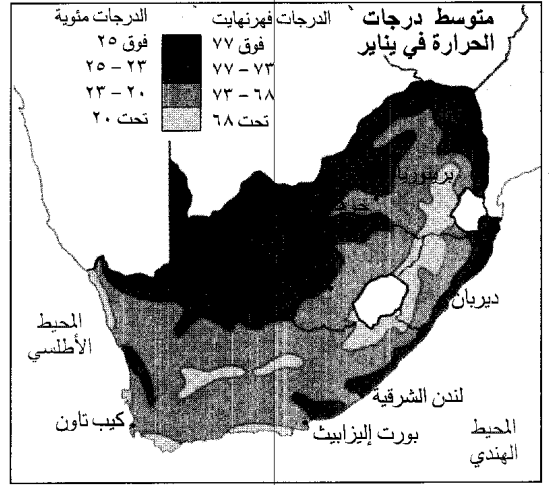 متوسط درجات
الحرارة في يناير
الدرجات فهرنهايت
الدرجات مئوية
فوق ٧٧
فوق ٢٥
٧٣ – ٧٧
٢٣ – ٢٥
٦٨ – ٧٣
٢٠ – ٢٣
تحت ٦٨
تحت ٢٠
بريتوريا
ديربان
لندن الشرقية
بورت إليزابيث
كيب تاون
المحيط
الأطلسي
المحيط
الهندي